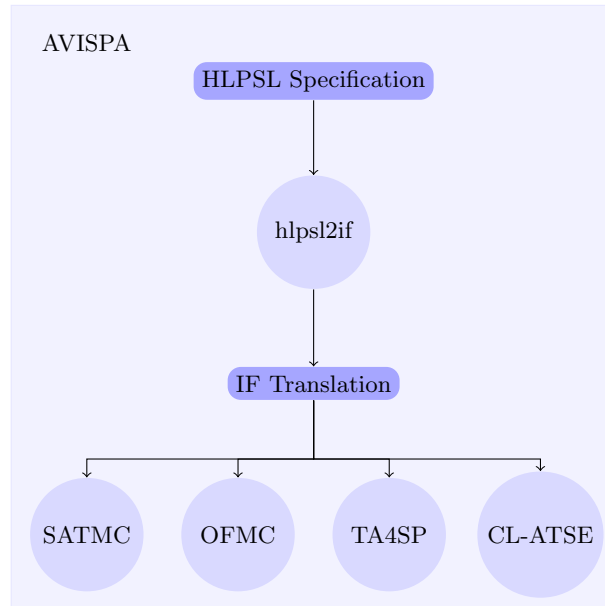 AVISPA
HLPSL Specification
hlpsl2if
IF Translation
SATMC
OFMC
TA4SP
CL-ATSE